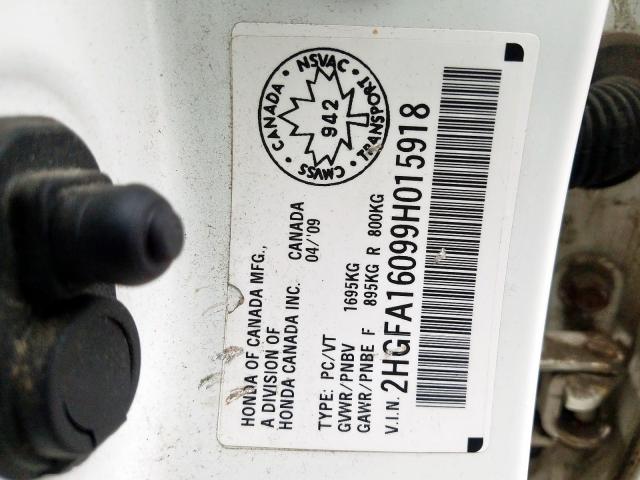 CANADA • NSVAC • TRANSPORT • CMVSS •
942
HONDA OF CANADA MFG.,
A DIVISION OF
HONDA CANADA INC. CANADA
04/'09
TYPE: PC/VT
GVWR/PNBV 1695KG
GAWR/PNBE F 895KG R 800KG
V.I.N. 2HGFA16099H015918